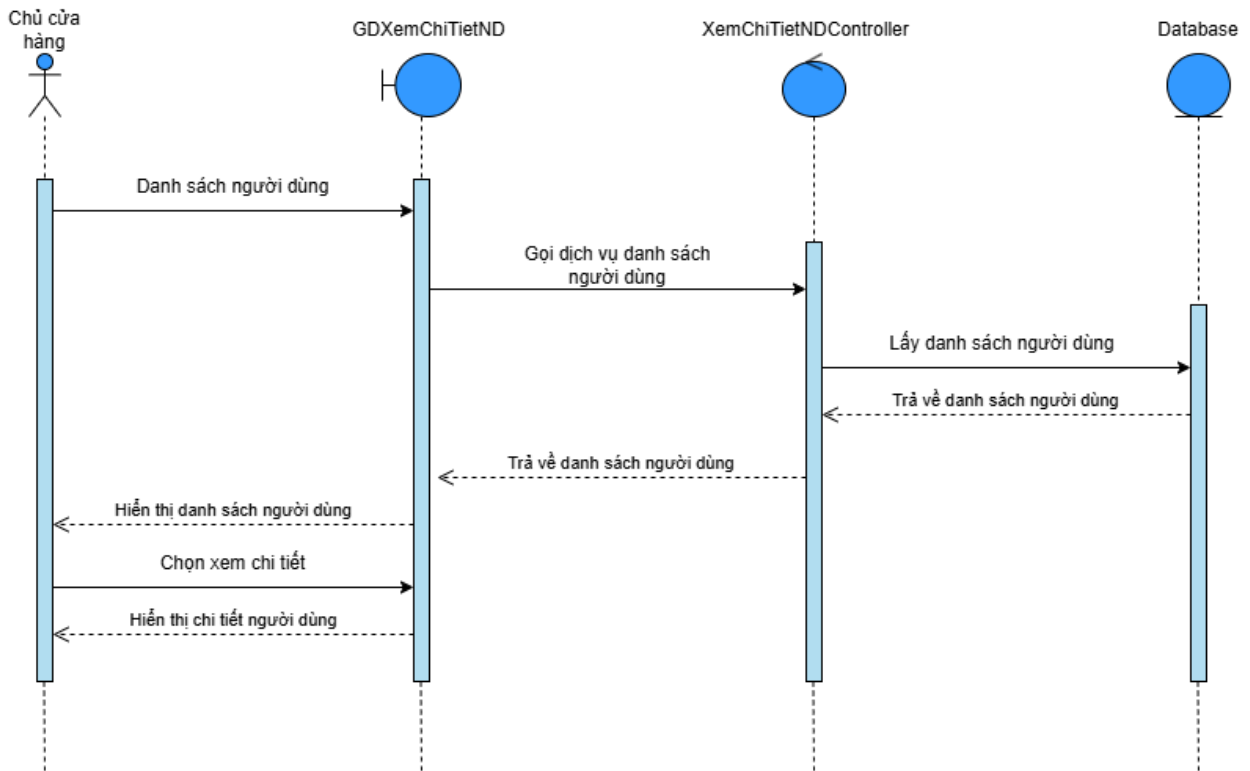 Chủ cửa
hàng
GDXemChiTietND
XemChiTietNDController
Database
Danh sách người dùng
Gọi dịch vụ danh sách
người dùng
Lấy danh sách người dùng
Trả về danh sách người dùng
Trả về danh sách người dùng
Hiển thị danh sách người dùng
Chọn xem chi tiết
Hiển thị chi tiết người dùng